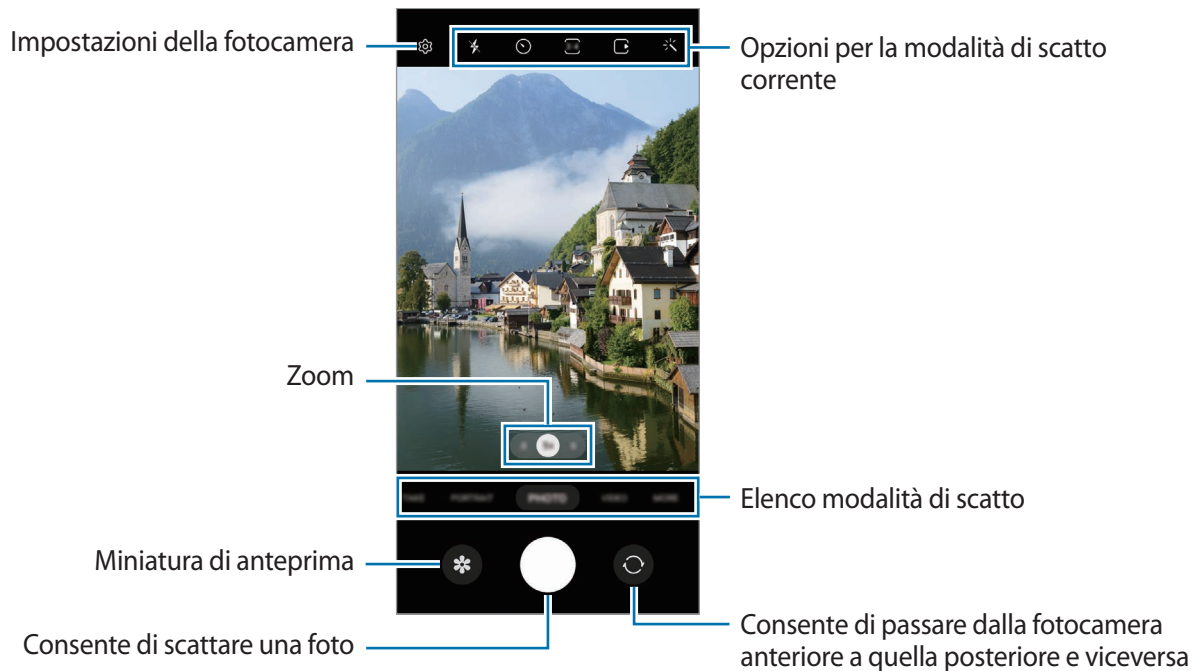 Impostazioni della fotocamera
Opzioni per la modalità di scatto
corrente
Zoom
PORTRAIT
PHOTO
VIDEO
MORE
Elenco modalità di scatto
Miniatura di anteprima
Consente di scattare una foto
Consente di passare dalla fotocamera
anteriore a quella posteriore e viceversa